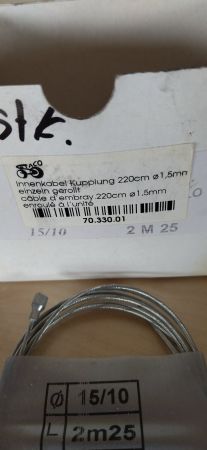 stk.
ACO
Innenkabel Kupplung 220cm ø1,5mm
einzeln gerollt
câble d'embray.220cm ø1.5mm
enroulé à l'unité
70.330.01
15/10 2 M 25
Ø 15/10
L 2m25